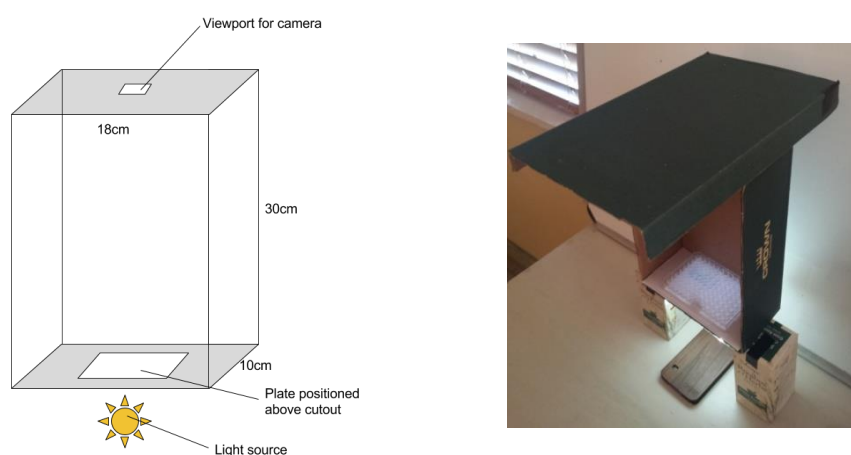 Viewport for camera
18cm
30cm
10cm
Plate positioned
above cutout
Light source